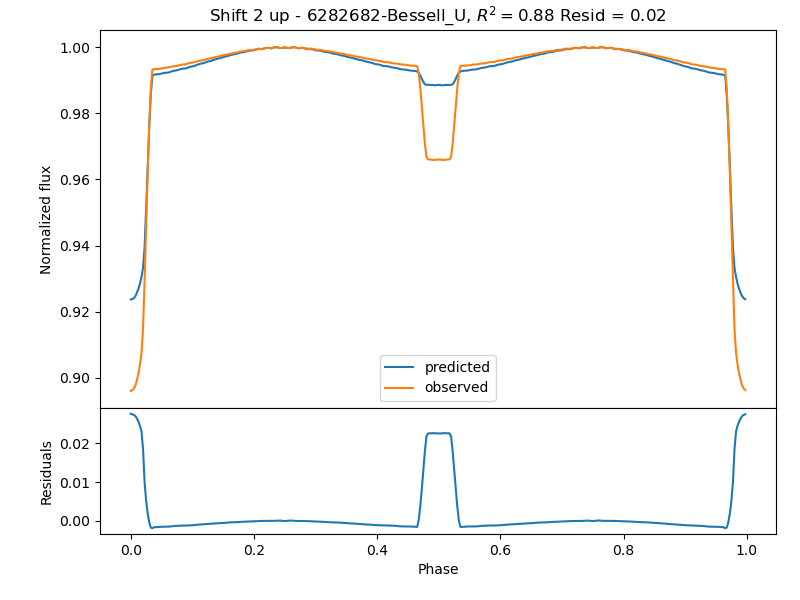 Shift 2 up - 6282682-Bessell_U, R² = 0.88 Resid = 0.02
1.00
0.98
0.96
0.94
0.92
0.90
Normalized flux
predicted
observed
0.02
0.01
0.00
Residuals
0.0 0.2 0.4 0.6 0.8 1.0
Phase